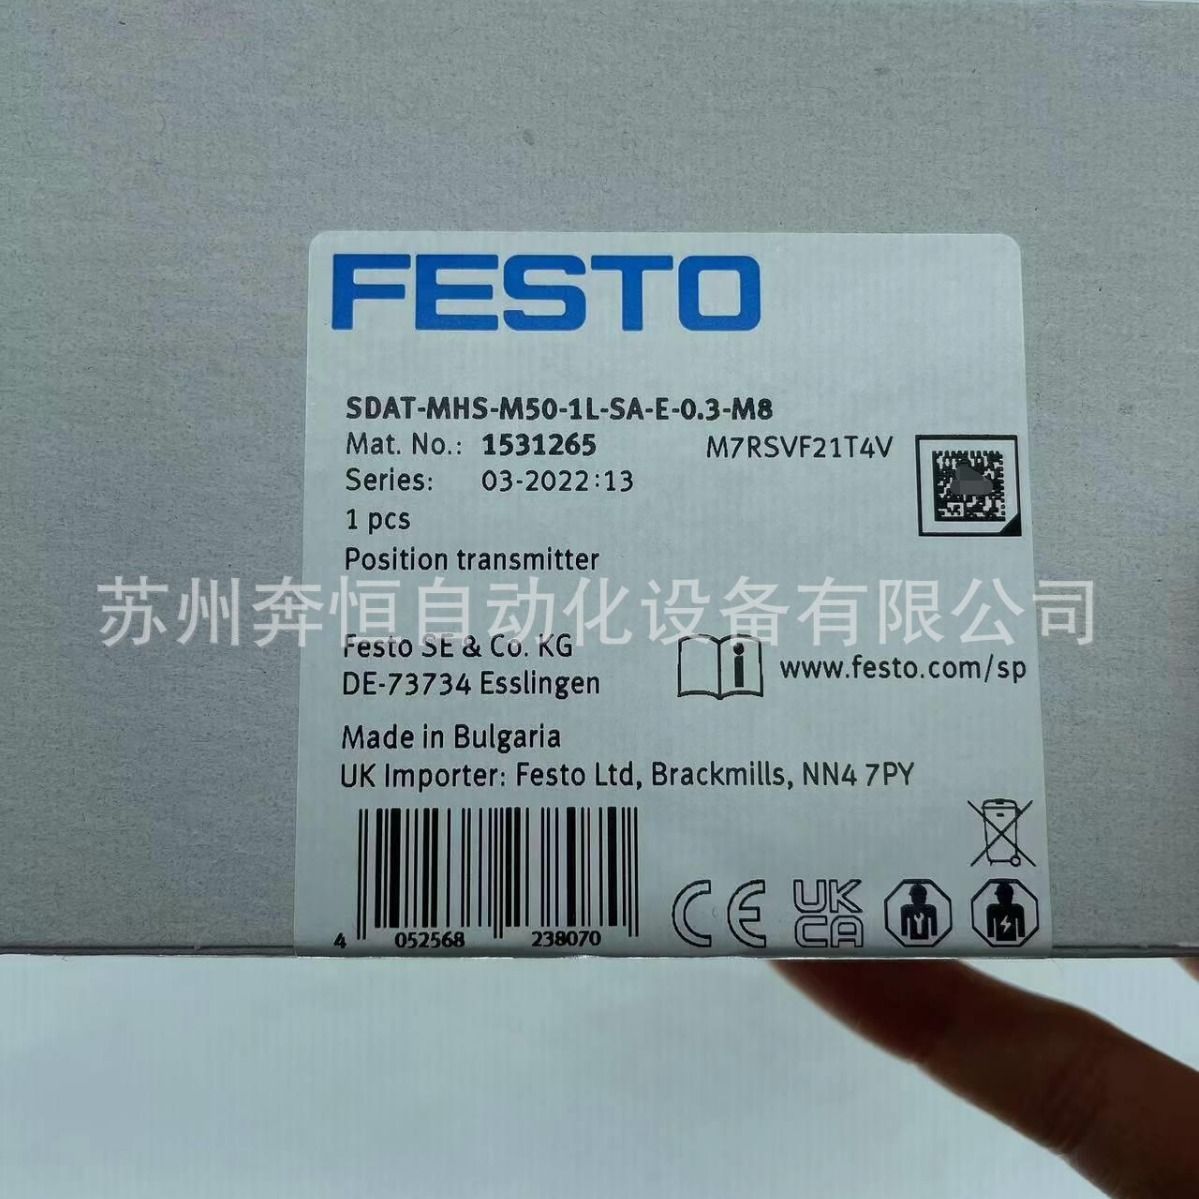 FESTO
SDAT-MHS-M50-1L-SA-E-0.3-M8
Mat. No.: 1531265 M7RSVF21T4V
Series: 03-2022:13
1 pcs
Position transmitter
苏州奔恒自动化设备有限公司
Festo SE & Co. KG
DE-73734 Esslingen
i www.festo.com/sp
Made in Bulgaria
UK Importer: Festo Ltd, Brackmills, NN4 7PY
4 052568 238070
CE UK CA